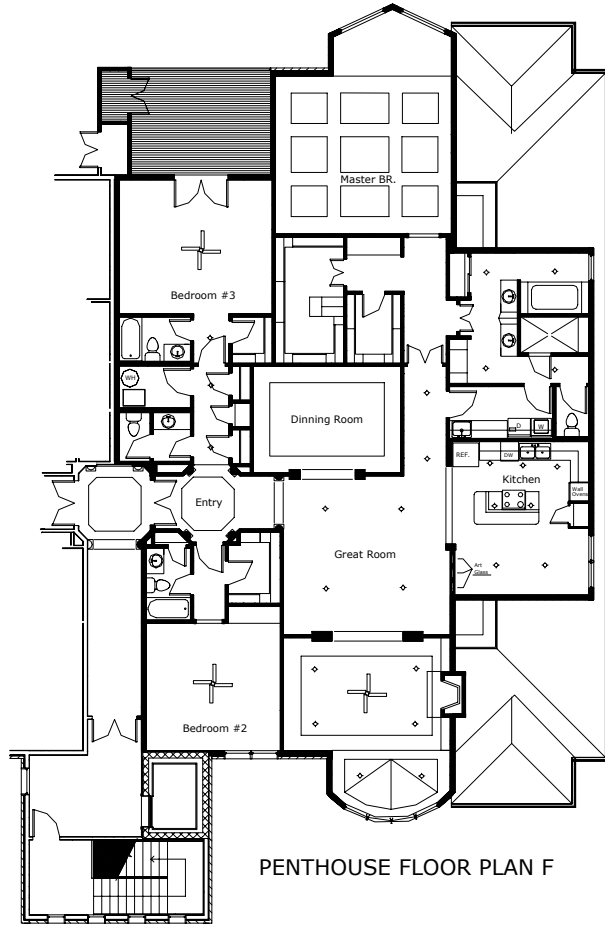 Master BR.
Bedroom #3
WH
Dinning Room
D
W
REF.
DW
Kitchen
Wall
Ovens
Entry
Great Room
Art
Glass
Bedroom #2
PENTHOUSE FLOOR PLAN F